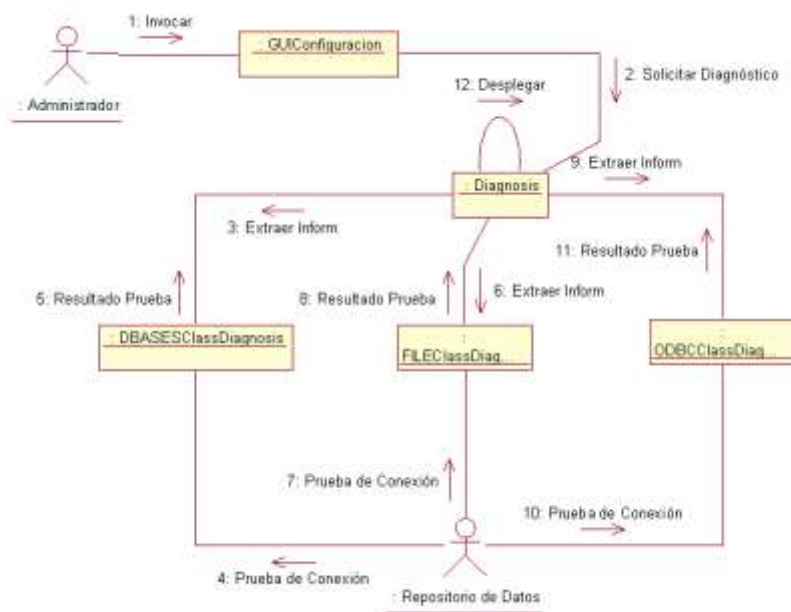 1: Invocar
: GUIConfiguracion
: Administrador
12: Desplegar
2: Solicitar Diagnóstico
: Diagnosis
9: Extraer Inform
3: Extraer Inform
11: Resultado Prueba
5: Resultado Prueba
8: Resultado Prueba
6: Extraer Inform
: DBASESClassDiagnosis
:
FILEClassDiag...
:
ODBCClassDiag...
7: Prueba de Conexión
10: Prueba de Conexión
4: Prueba de Conexión
: Repositorio de Datos